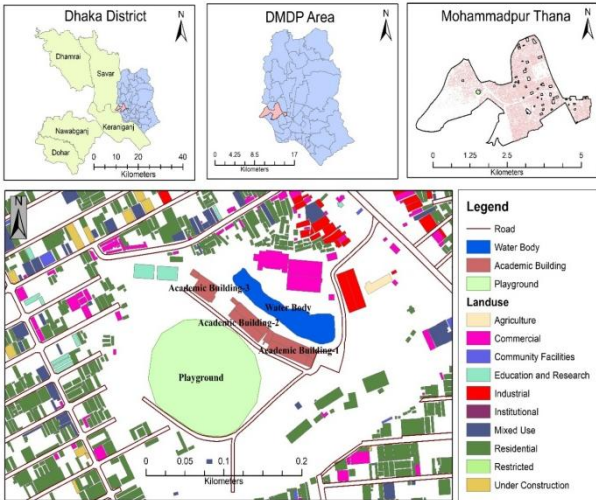 Dhaka District
N
Dhamrai
Savar
Nawabganj
Keraniganj
Dohar
0 10 20 40
Kilometers
DMDP Area
N
0 4.25 8.5 17
Kilometers
Mohammadpur Thana
N
0 1.25 2.5 5
Kilometers
N
Academic Building-3
Water Body
Academic Building-2
Academic Building-1
Playground
0 0.05 0.1 0.2
Kilometers
Legend
Road
Water Body
Academic Building
Playground
Landuse
Agriculture
Commercial
Community Facilities
Education and Research
Industrial
Institutional
Mixed Use
Residential
Restricted
Under Construction